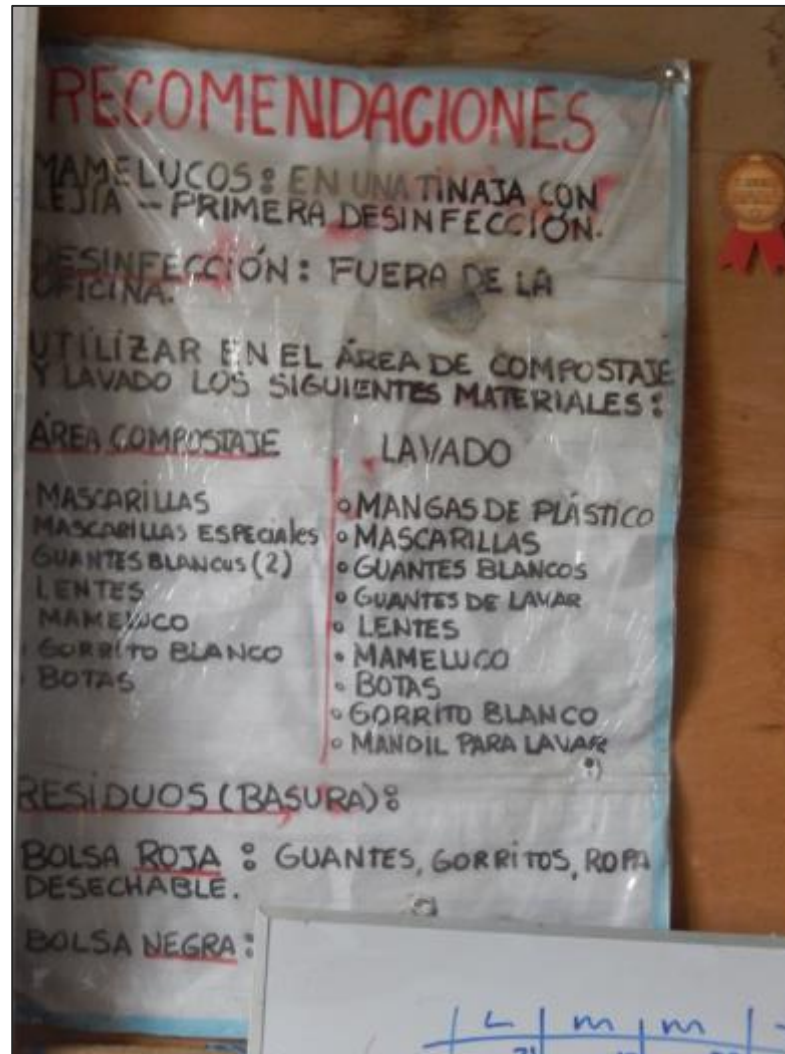 RECOMENDACIONES
MAMELUCOS: EN UNA TINAJA CON
LEJÍA - PRIMERA DESINFECCIÓN.
DESINFECCIÓN: FUERA DE LA
OFICINA.
UTILIZAR EN EL ÁREA DE COMPOSTAJE
Y LAVADO LOS SIGUIENTES MATERIALES:
ÁREA COMPOSTAJE
MASCARILLAS
MASCARILLAS ESPECIALES
GUANTES BLANCOS (2)
LENTES
MAMELUCO
GORRITO BLANCO
BOTAS
LAVADO
• MANGAS DE PLÁSTICO
• MASCARILLAS
• GUANTES BLANCOS
• GUANTES DE LAVAR
• LENTES
• MAMELUCO
• BOTAS
• GORRITO BLANCO
• MANDIL PARA LAVAR
RESIDUOS (BASURA):
BOLSA ROJA: GUANTES, GORRITOS, ROPA
DESECHABLE.
BOLSA NEGRA:
L m m